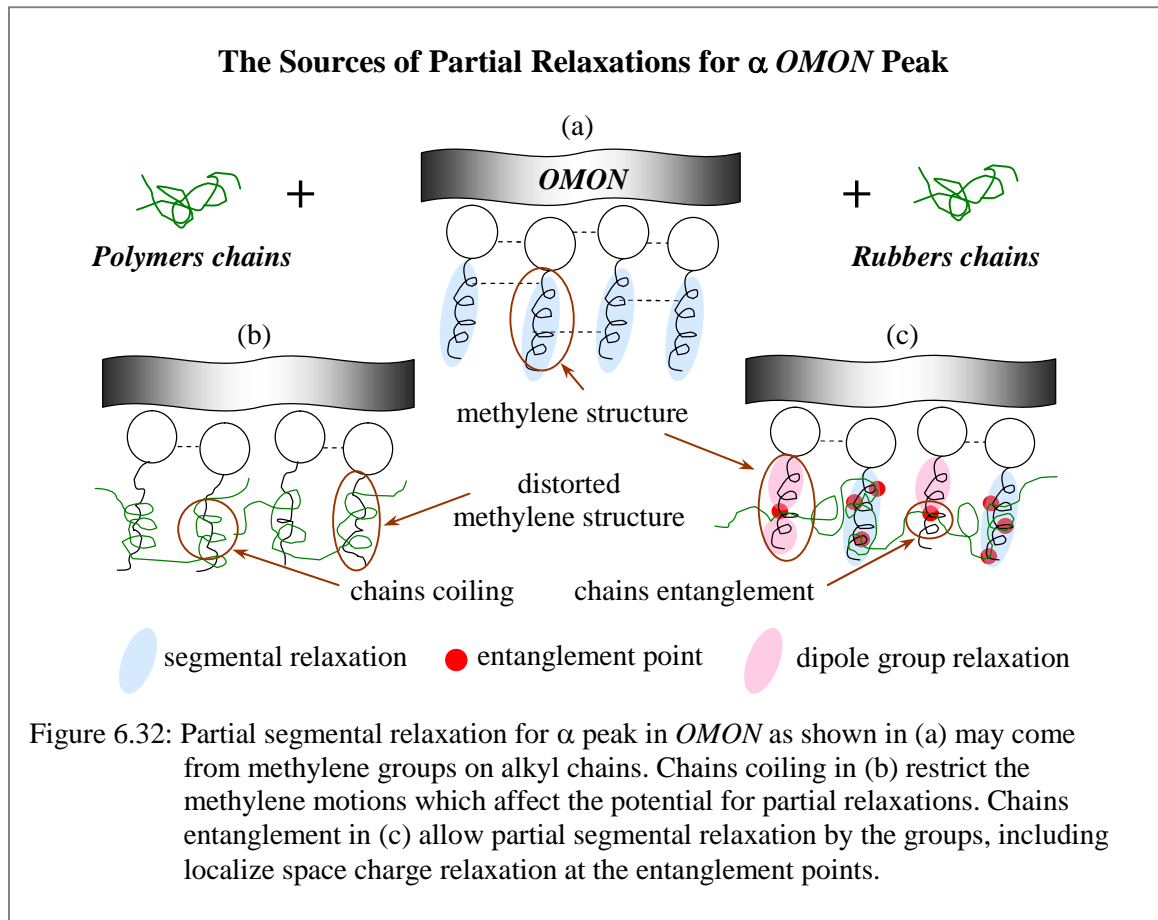 The Sources of Partial Relaxations for α OMON Peak
(a)
OMON
+
+
Polymers chains
Rubbers chains
(b)
(c)
methylene structure
distorted
methylene structure
chains coiling
chains entanglement
segmental relaxation
entanglement point
dipole group relaxation
Figure 6.32: Partial segmental relaxation for α peak in OMON as shown in (a) may come
from methylene groups on alkyl chains. Chains coiling in (b) restrict the
methylene motions which affect the potential for partial relaxations. Chains
entanglement in (c) allow partial segmental relaxation by the groups, including
localize space charge relaxation at the entanglement points.